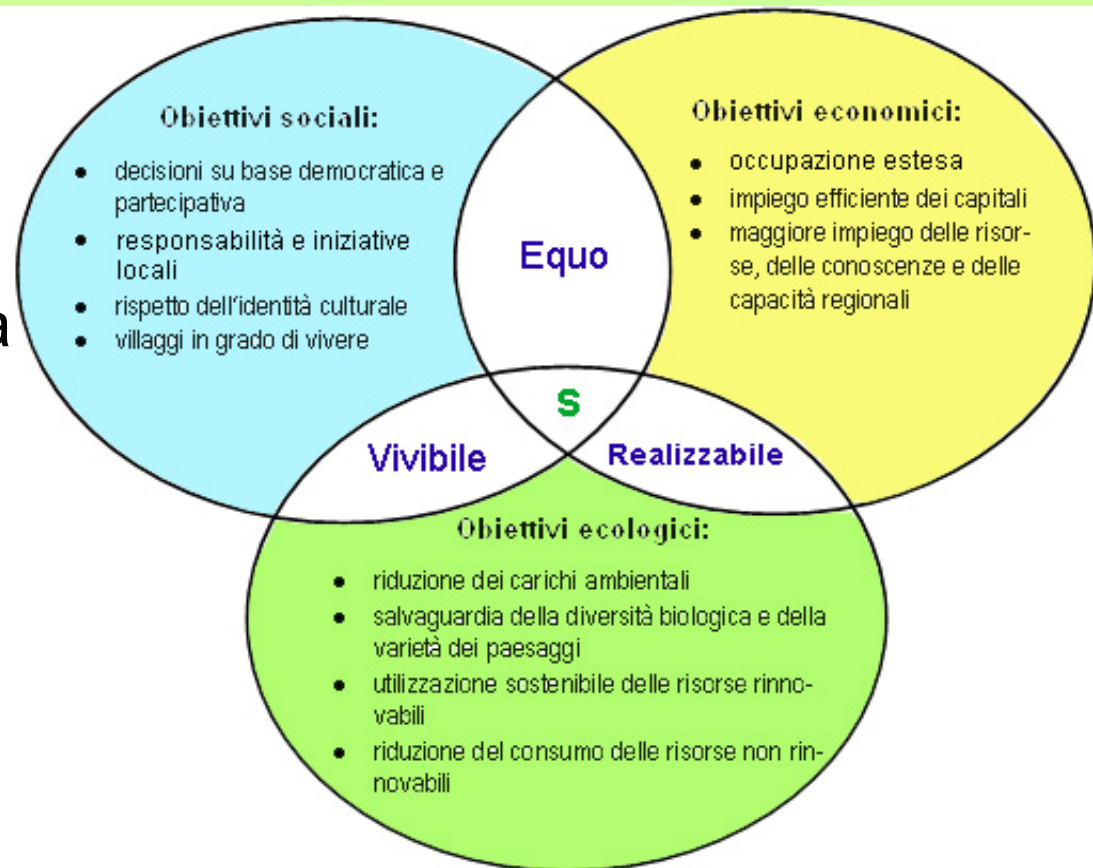 Obiettivi sociali:
• decisioni su base democratica e
partecipativa
• responsabilità e iniziative
locali
• rispetto dell'identità culturale
• villaggi in grado di vivere
Obiettivi economici:
• occupazione estesa
• impiego efficiente dei capitali
• maggiore impiego delle risor-
se, delle conoscenze e delle
capacità regionali
a
Equo
S
Vivibile
Realizzabile
Obiettivi ecologici:
• riduzione dei carichi ambientali
• salvaguardia della diversità biologica e della
varietà dei paesaggi
• utilizzazione sostenibile delle risorse rinno-
vabili
• riduzione del consumo delle risorse non rin-
novabili